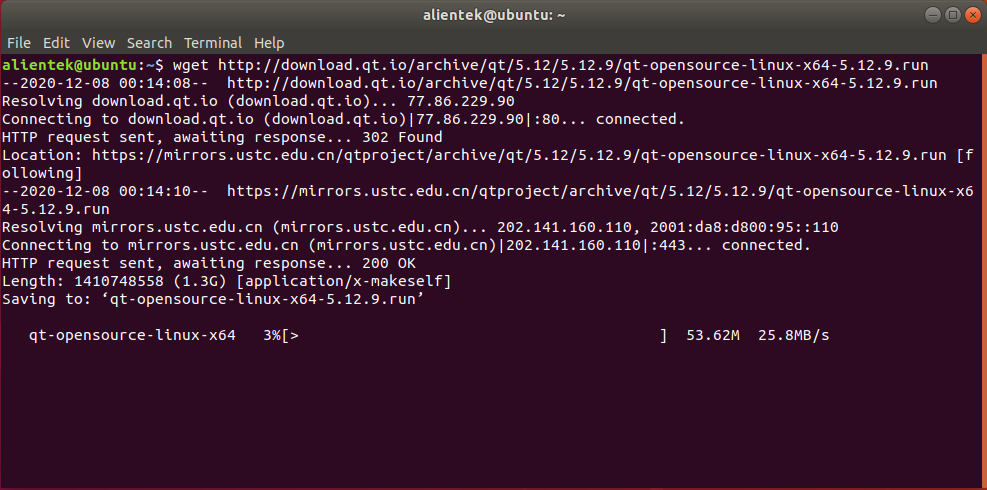 alientek@ubuntu: ~
File Edit View Search Terminal Help
alientek@ubuntu:~$ wget http://download.qt.io/archive/qt/5.12/5.12.9/qt-opensource-linux-x64-5.12.9.run
--2020-12-08 00:14:08--  http://download.qt.io/archive/qt/5.12/5.12.9/qt-opensource-linux-x64-5.12.9.run
Resolving download.qt.io (download.qt.io)... 77.86.229.90
Connecting to download.qt.io (download.qt.io)|77.86.229.90|:80... connected.
HTTP request sent, awaiting response... 302 Found
Location: https://mirrors.ustc.edu.cn/qtproject/archive/qt/5.12/5.12.9/qt-opensource-linux-x64-5.12.9.run [f
ollowing]
--2020-12-08 00:14:10--  https://mirrors.ustc.edu.cn/qtproject/archive/qt/5.12/5.12.9/qt-opensource-linux-x6
4-5.12.9.run
Resolving mirrors.ustc.edu.cn (mirrors.ustc.edu.cn)... 202.141.160.110, 2001:da8:d800:95::110
Connecting to mirrors.ustc.edu.cn (mirrors.ustc.edu.cn)|202.141.160.110|:443... connected.
HTTP request sent, awaiting response... 200 OK
Length: 1410748558 (1.3G) [application/x-makeself]
Saving to: ‘qt-opensource-linux-x64-5.12.9.run’
qt-opensource-linux-x64   3%[>                                        ]  53.62M  25.8MB/s